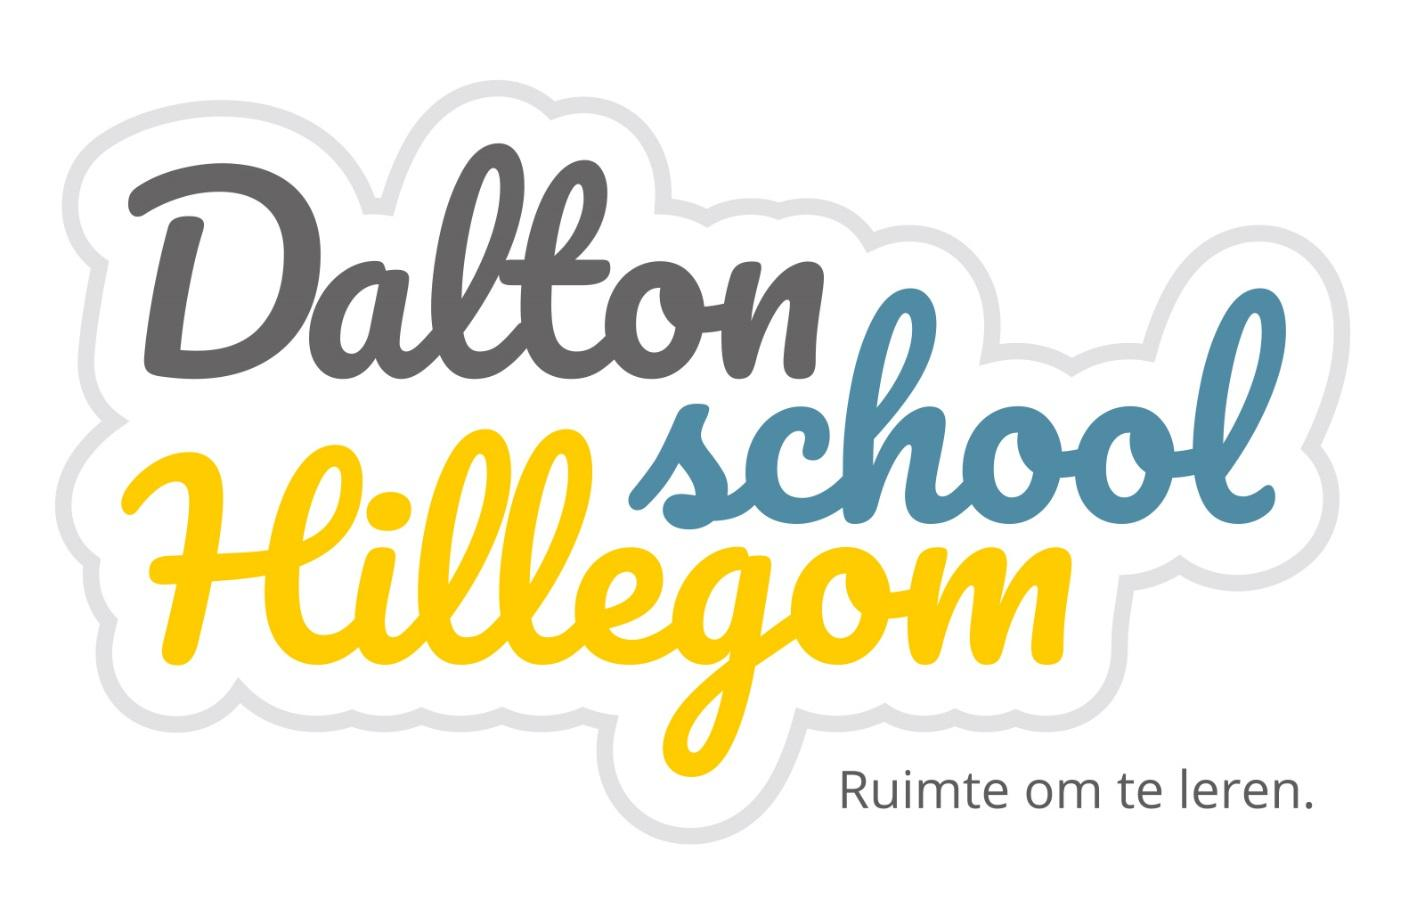 Dalton
school
Hillegom
Ruimte om te leren.